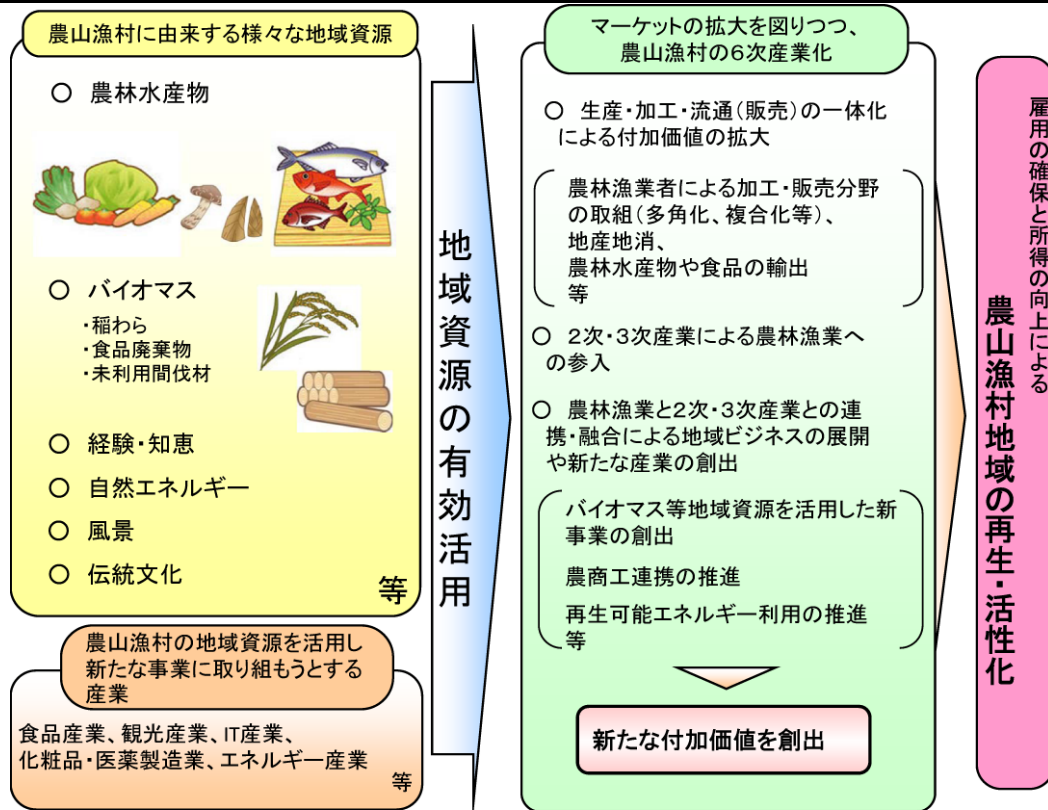 農山漁村に由来する様々な地域資源
○ 農林水産物
○ バイオマス
・稲わら
・食品廃棄物
・未利用間伐材
○ 経験・知恵
○ 自然エネルギー
○ 風景
○ 伝統文化
等
農山漁村の地域資源を活用し
新たな事業に取り組もうとする
産業
食品産業、観光産業、IT産業、
化粧品・医薬製造業、エネルギー産業
等
地域資源の有効活用
マーケットの拡大を図りつつ、
農山漁村の6次産業化
○ 生産・加工・流通(販売)の一体化
による付加価値の拡大
農林漁業者による加工・販売分野
の取組(多角化、複合化等)、
地産地消、
農林水産物や食品の輸出
等
○ 2次・3次産業による農林漁業へ
の参入
○ 農林漁業と2次・3次産業との連
携・融合による地域ビジネスの展開
や新たな産業の創出
バイオマス等地域資源を活用した新
事業の創出
農商工連携の推進
再生可能エネルギー利用の推進
等
新たな付加価値を創出
雇用の確保と所得の向上による
農山漁村地域の再生・活性化